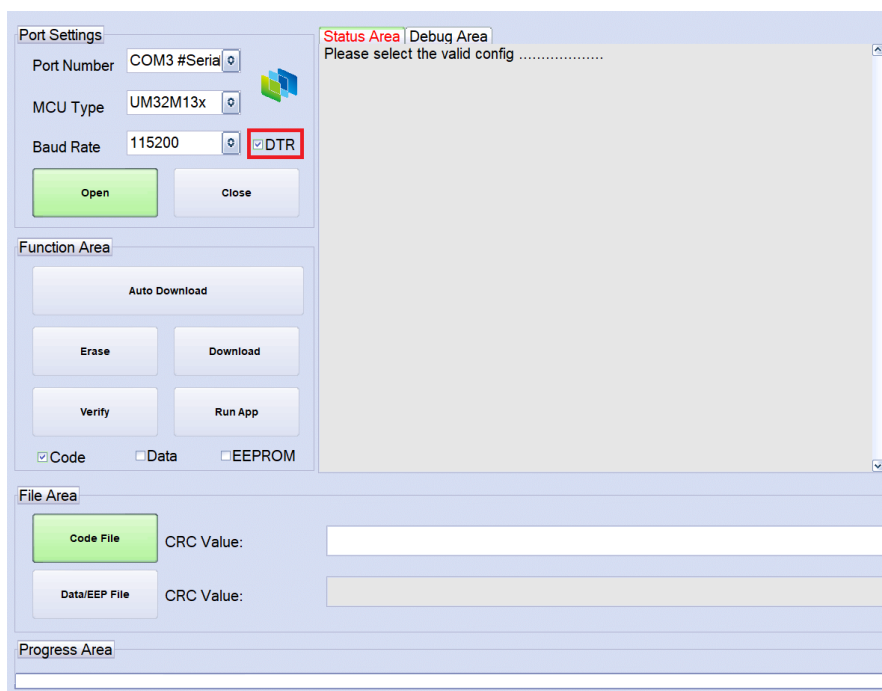 Port Settings
Port Number COM3 #Seria
MCU Type UM32M13x
Baud Rate 115200 DTR
Open Close
Function Area
Auto Download
Erase Download
Verify Run App
Code Data EEPROM
Status Area Debug Area
Please select the valid config ...................
File Area
Code File CRC Value:
Data/EEP File CRC Value:
Progress Area